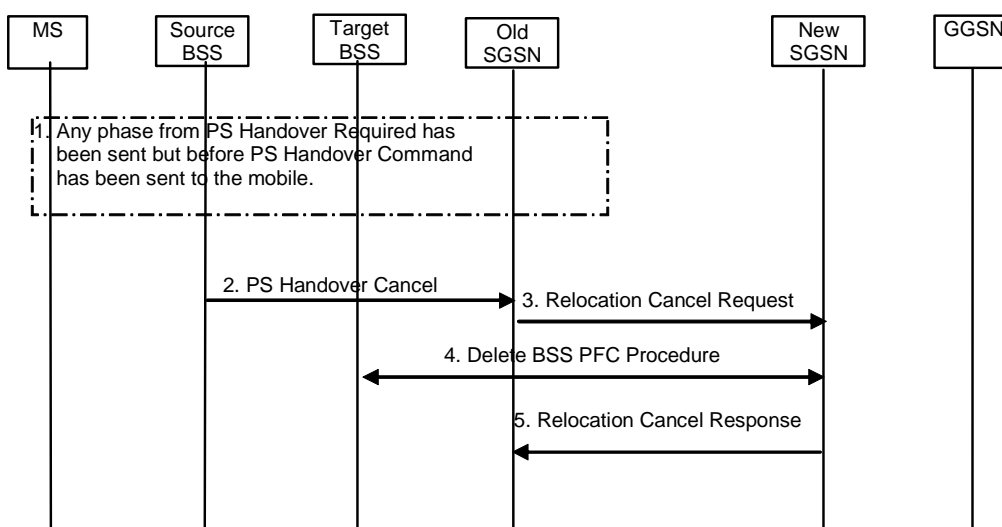 MS
Source
BSS
Target
BSS
Old
SGSN
New
SGSN
GGSN
1. Any phase from PS Handover Required has
been sent but before PS Handover Command
has been sent to the mobile.
2. PS Handover Cancel
3. Relocation Cancel Request
4. Delete BSS PFC Procedure
5. Relocation Cancel Response